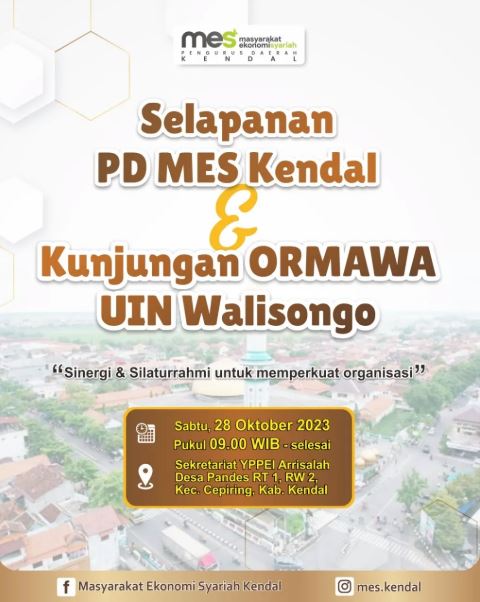 mes
masyarakat
ekonomisyariah
PENGURUS DAERAH
KENDAL
Selapanan
PD MES Kendal
&
Kunjungan ORMAWA
UIN Walisongo
“Sinergi & Silaturrahmi untuk memperkuat organisasi”
Sabtu, 28 Oktober 2023
Pukul 09.00 WIB - selesai
Sekretariat YPPEI Arrisalah
Desa Pandes RT 1, RW 2,
Kec. Cepiring, Kab. Kendal
Masyarakat Ekonomi Syariah Kendal
mes.kendal